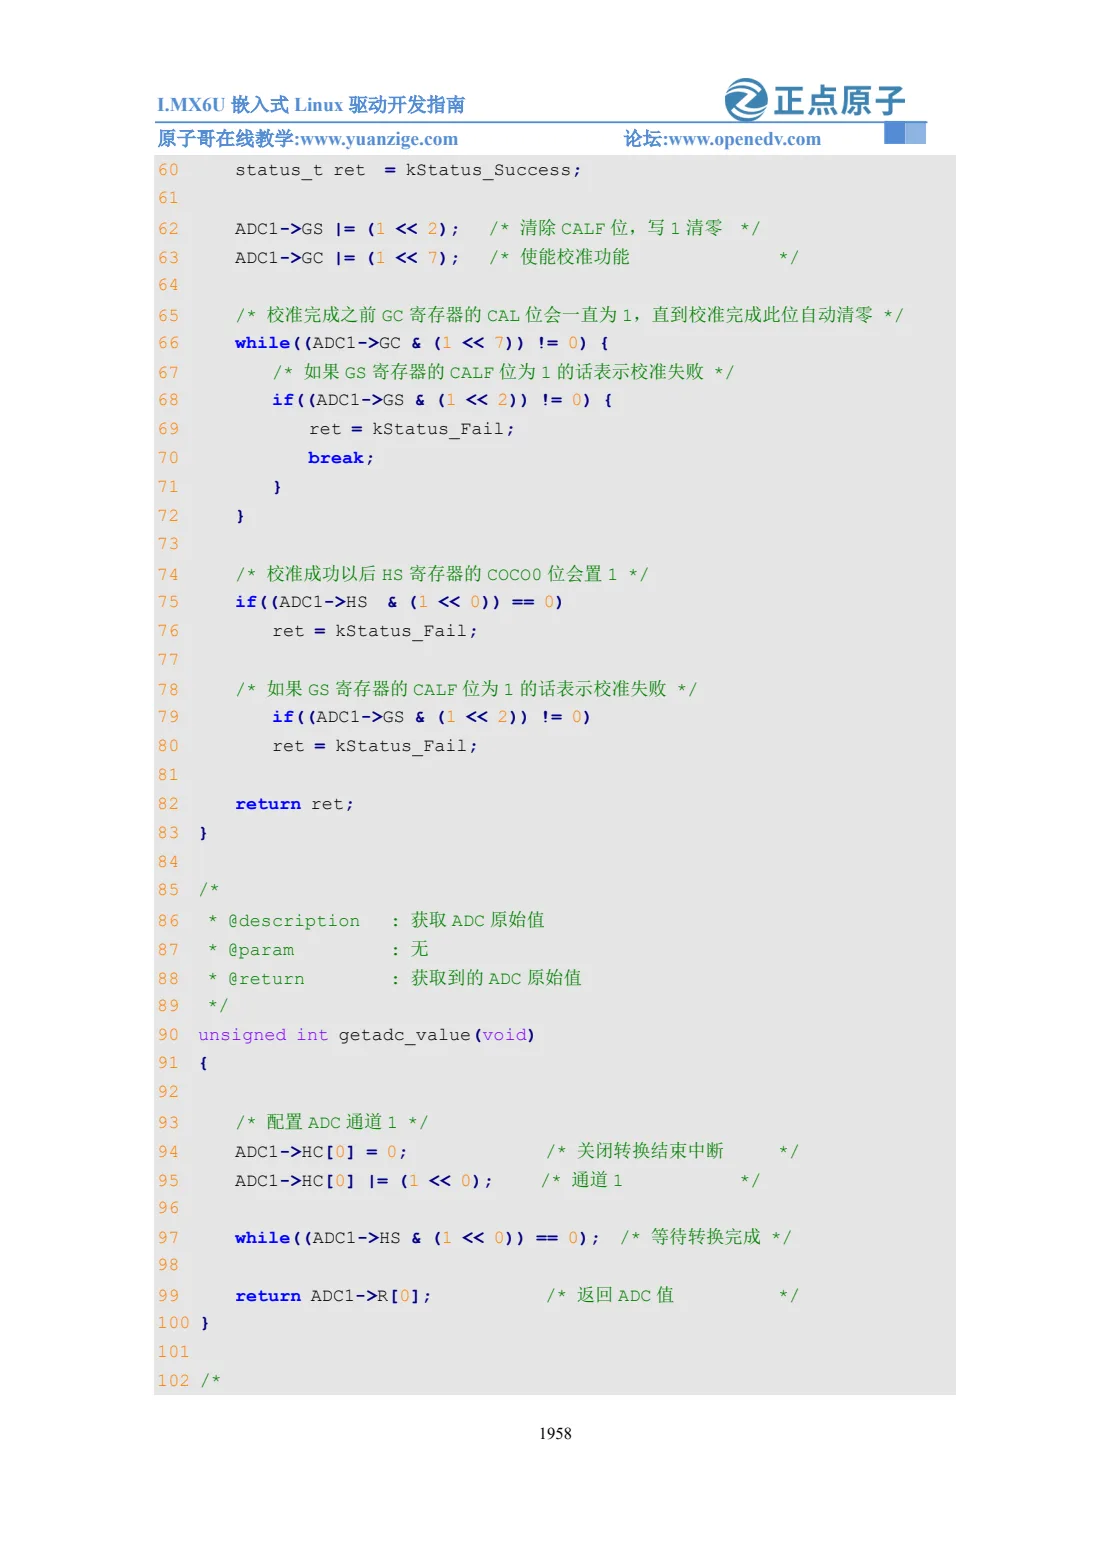 I.MX6U 嵌入式 Linux 驱动开发指南
正点原子
原子哥在线教学:www.yuanzige.com 论坛:www.openedv.com
60 status_t ret = kStatus_Success;
61
62 ADC1->GS |= (1 << 2); /* 清除 CALF 位，写 1 清零 */
63 ADC1->GC |= (1 << 7); /* 使能校准功能 */
64
65 /* 校准完成之前 GC 寄存器的 CAL 位会一直为 1，直到校准完成此位自动清零 */
66 while((ADC1->GC & (1 << 7)) != 0) {
67 /* 如果 GS 寄存器的 CALF 位为 1 的话表示校准失败 */
68 if((ADC1->GS & (1 << 2)) != 0) {
69 ret = kStatus_Fail;
70 break;
71 }
72 }
73
74 /* 校准成功以后 HS 寄存器的 COCO0 位会置 1 */
75 if((ADC1->HS & (1 << 0)) == 0)
76 ret = kStatus_Fail;
77
78 /* 如果 GS 寄存器的 CALF 位为 1 的话表示校准失败 */
79 if((ADC1->GS & (1 << 2)) != 0)
80 ret = kStatus_Fail;
81
82 return ret;
83 }
84
85 /*
86 * @description : 获取 ADC 原始值
87 * @param : 无
88 * @return : 获取到的 ADC 原始值
89 */
90 unsigned int getadc_value(void)
91 {
92
93 /* 配置 ADC 通道 1 */
94 ADC1->HC[0] = 0; /* 关闭转换结束中断 */
95 ADC1->HC[0] |= (1 << 0); /* 通道 1 */
96
97 while((ADC1->HS & (1 << 0)) == 0); /* 等待转换完成 */
98
99 return ADC1->R[0]; /* 返回 ADC 值 */
100 }
101
102 /*
1958